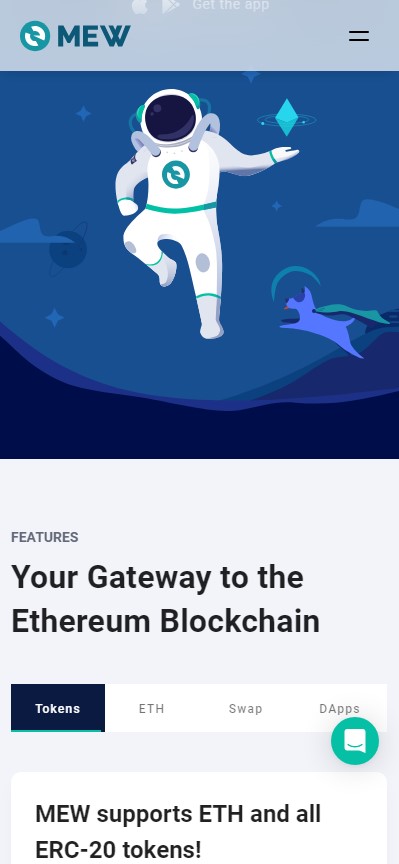 Get the app
MEW
FEATURES
Your Gateway to the
Ethereum Blockchain
Tokens ETH Swap DApps
MEW supports ETH and all
ERC-20 tokens!